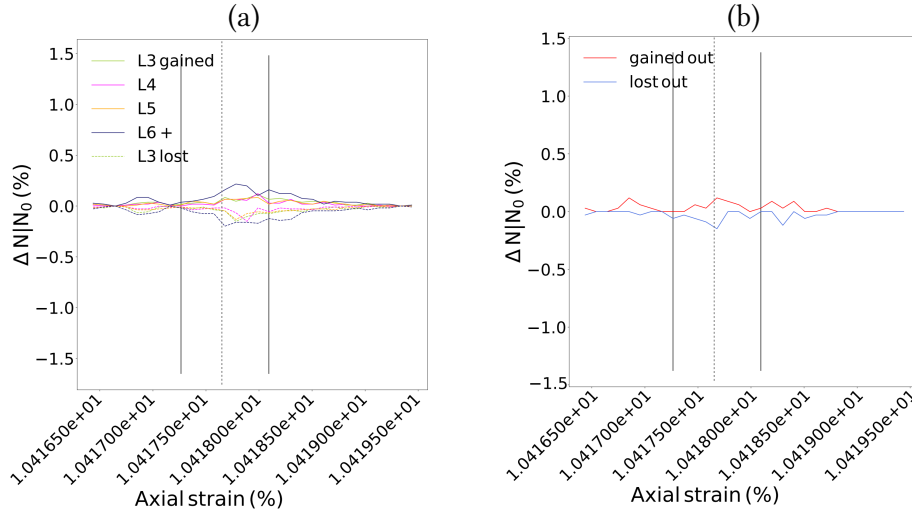 (a)
1.5
1.0
0.5
0.0
−0.5
−1.0
−1.5
Δ N|N₀ (%)
L3 gained
L4
L5
L6 +
L3 lost
1.041650e+01
1.041700e+01
1.041750e+01
1.041800e+01
1.041850e+01
1.041900e+01
1.041950e+01
Axial strain (%)
(b)
1.5
1.0
0.5
0.0
−0.5
−1.0
−1.5
Δ N|N₀ (%)
gained out
lost out
1.041650e+01
1.041700e+01
1.041750e+01
1.041800e+01
1.041850e+01
1.041900e+01
1.041950e+01
Axial strain (%)